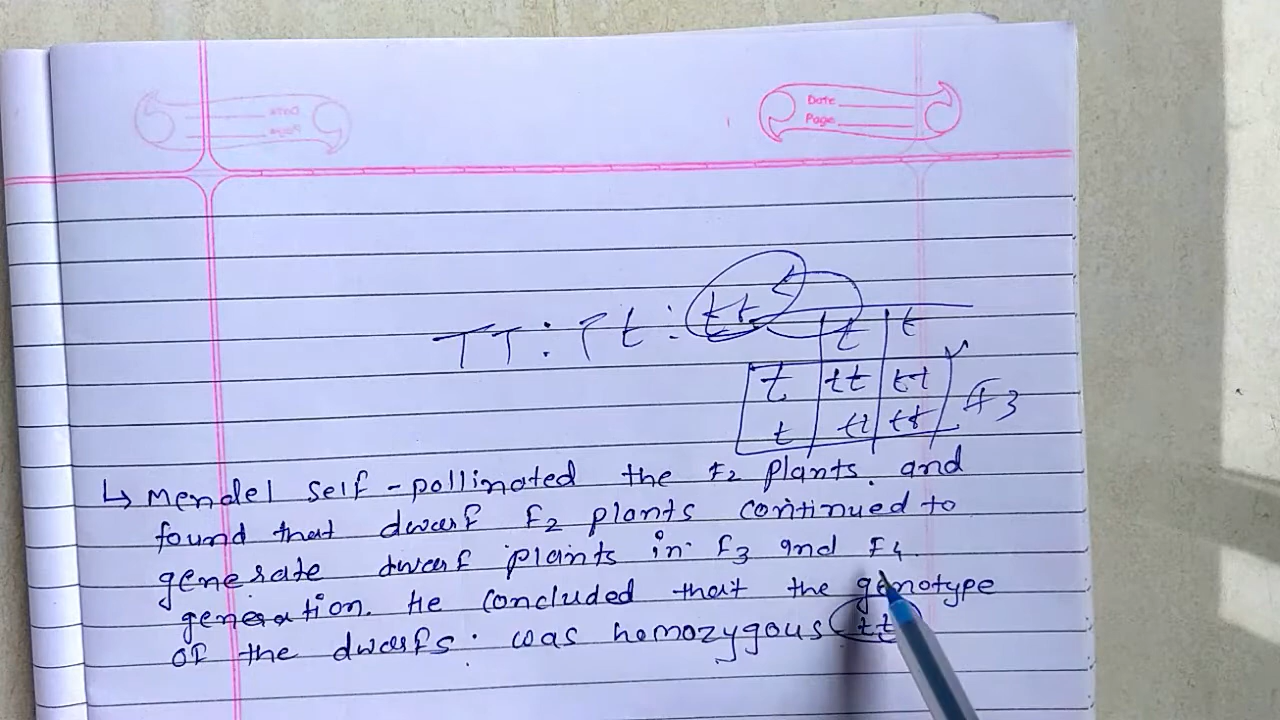 Date
Page
TT : Tt : tt
t t
t tt tt
t tt tt F3
↳ Mendel self-pollinated the F2 plants. and
found that dwarf F2 plants continued to
generate dwarf plants in F3 and F4.
generation. He concluded that the genotype
of the dwarfs. was homozygous tt